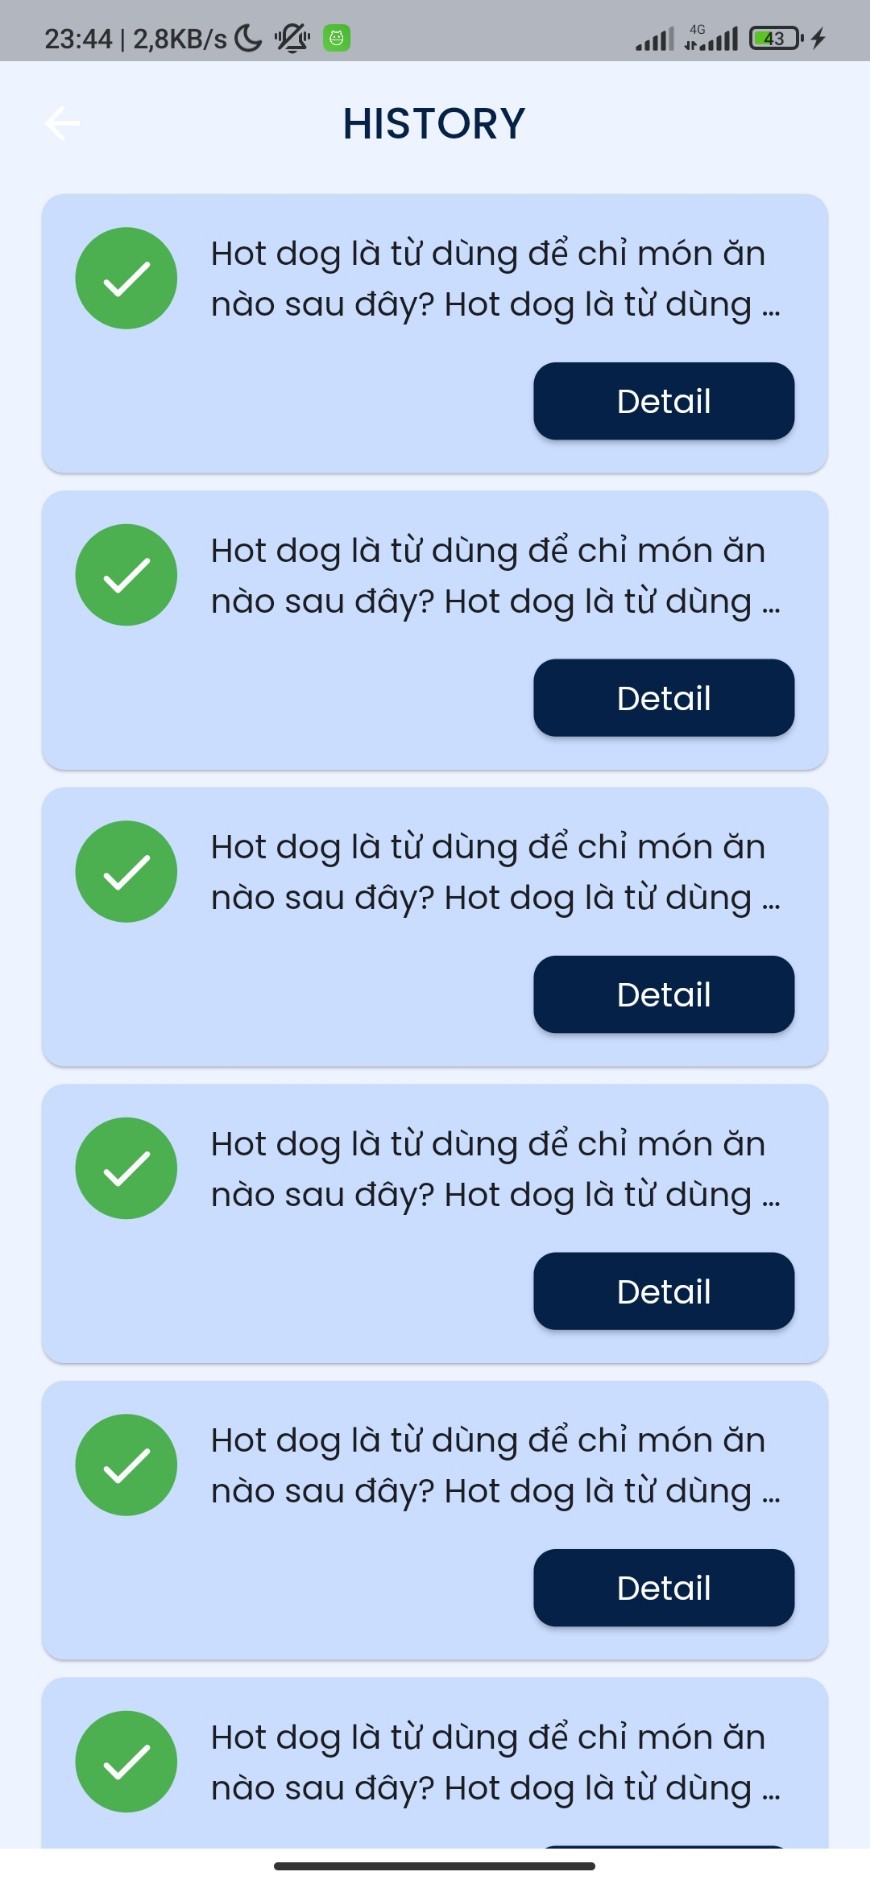 23:44 | 2,8KB/s
4G
43
HISTORY
Hot dog là từ dùng để chỉ món ăn
nào sau đây? Hot dog là từ dùng ...
Detail
Hot dog là từ dùng để chỉ món ăn
nào sau đây? Hot dog là từ dùng ...
Detail
Hot dog là từ dùng để chỉ món ăn
nào sau đây? Hot dog là từ dùng ...
Detail
Hot dog là từ dùng để chỉ món ăn
nào sau đây? Hot dog là từ dùng ...
Detail
Hot dog là từ dùng để chỉ món ăn
nào sau đây? Hot dog là từ dùng ...
Detail
Hot dog là từ dùng để chỉ món ăn
nào sau đây? Hot dog là từ dùng ...